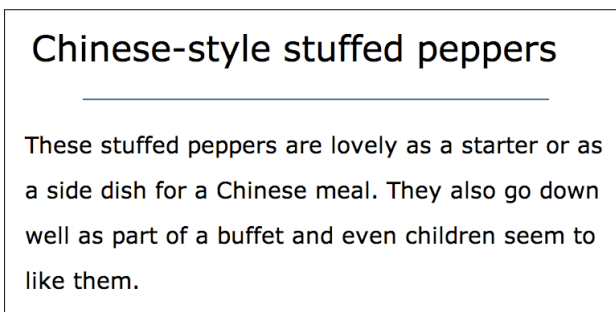 Chinese-style stuffed peppers
These stuffed peppers are lovely as a starter or as
a side dish for a Chinese meal. They also go down
well as part of a buffet and even children seem to
like them.